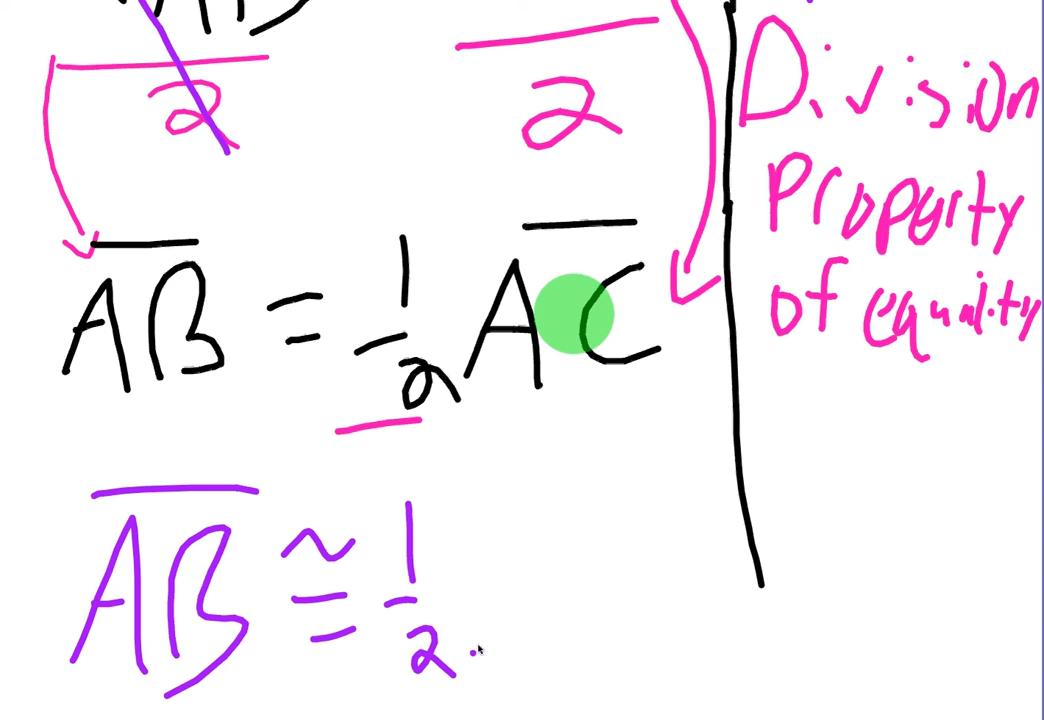 2 2
Division
Property
of equality
AB = 1/2 AC
AB ≅ 1/2